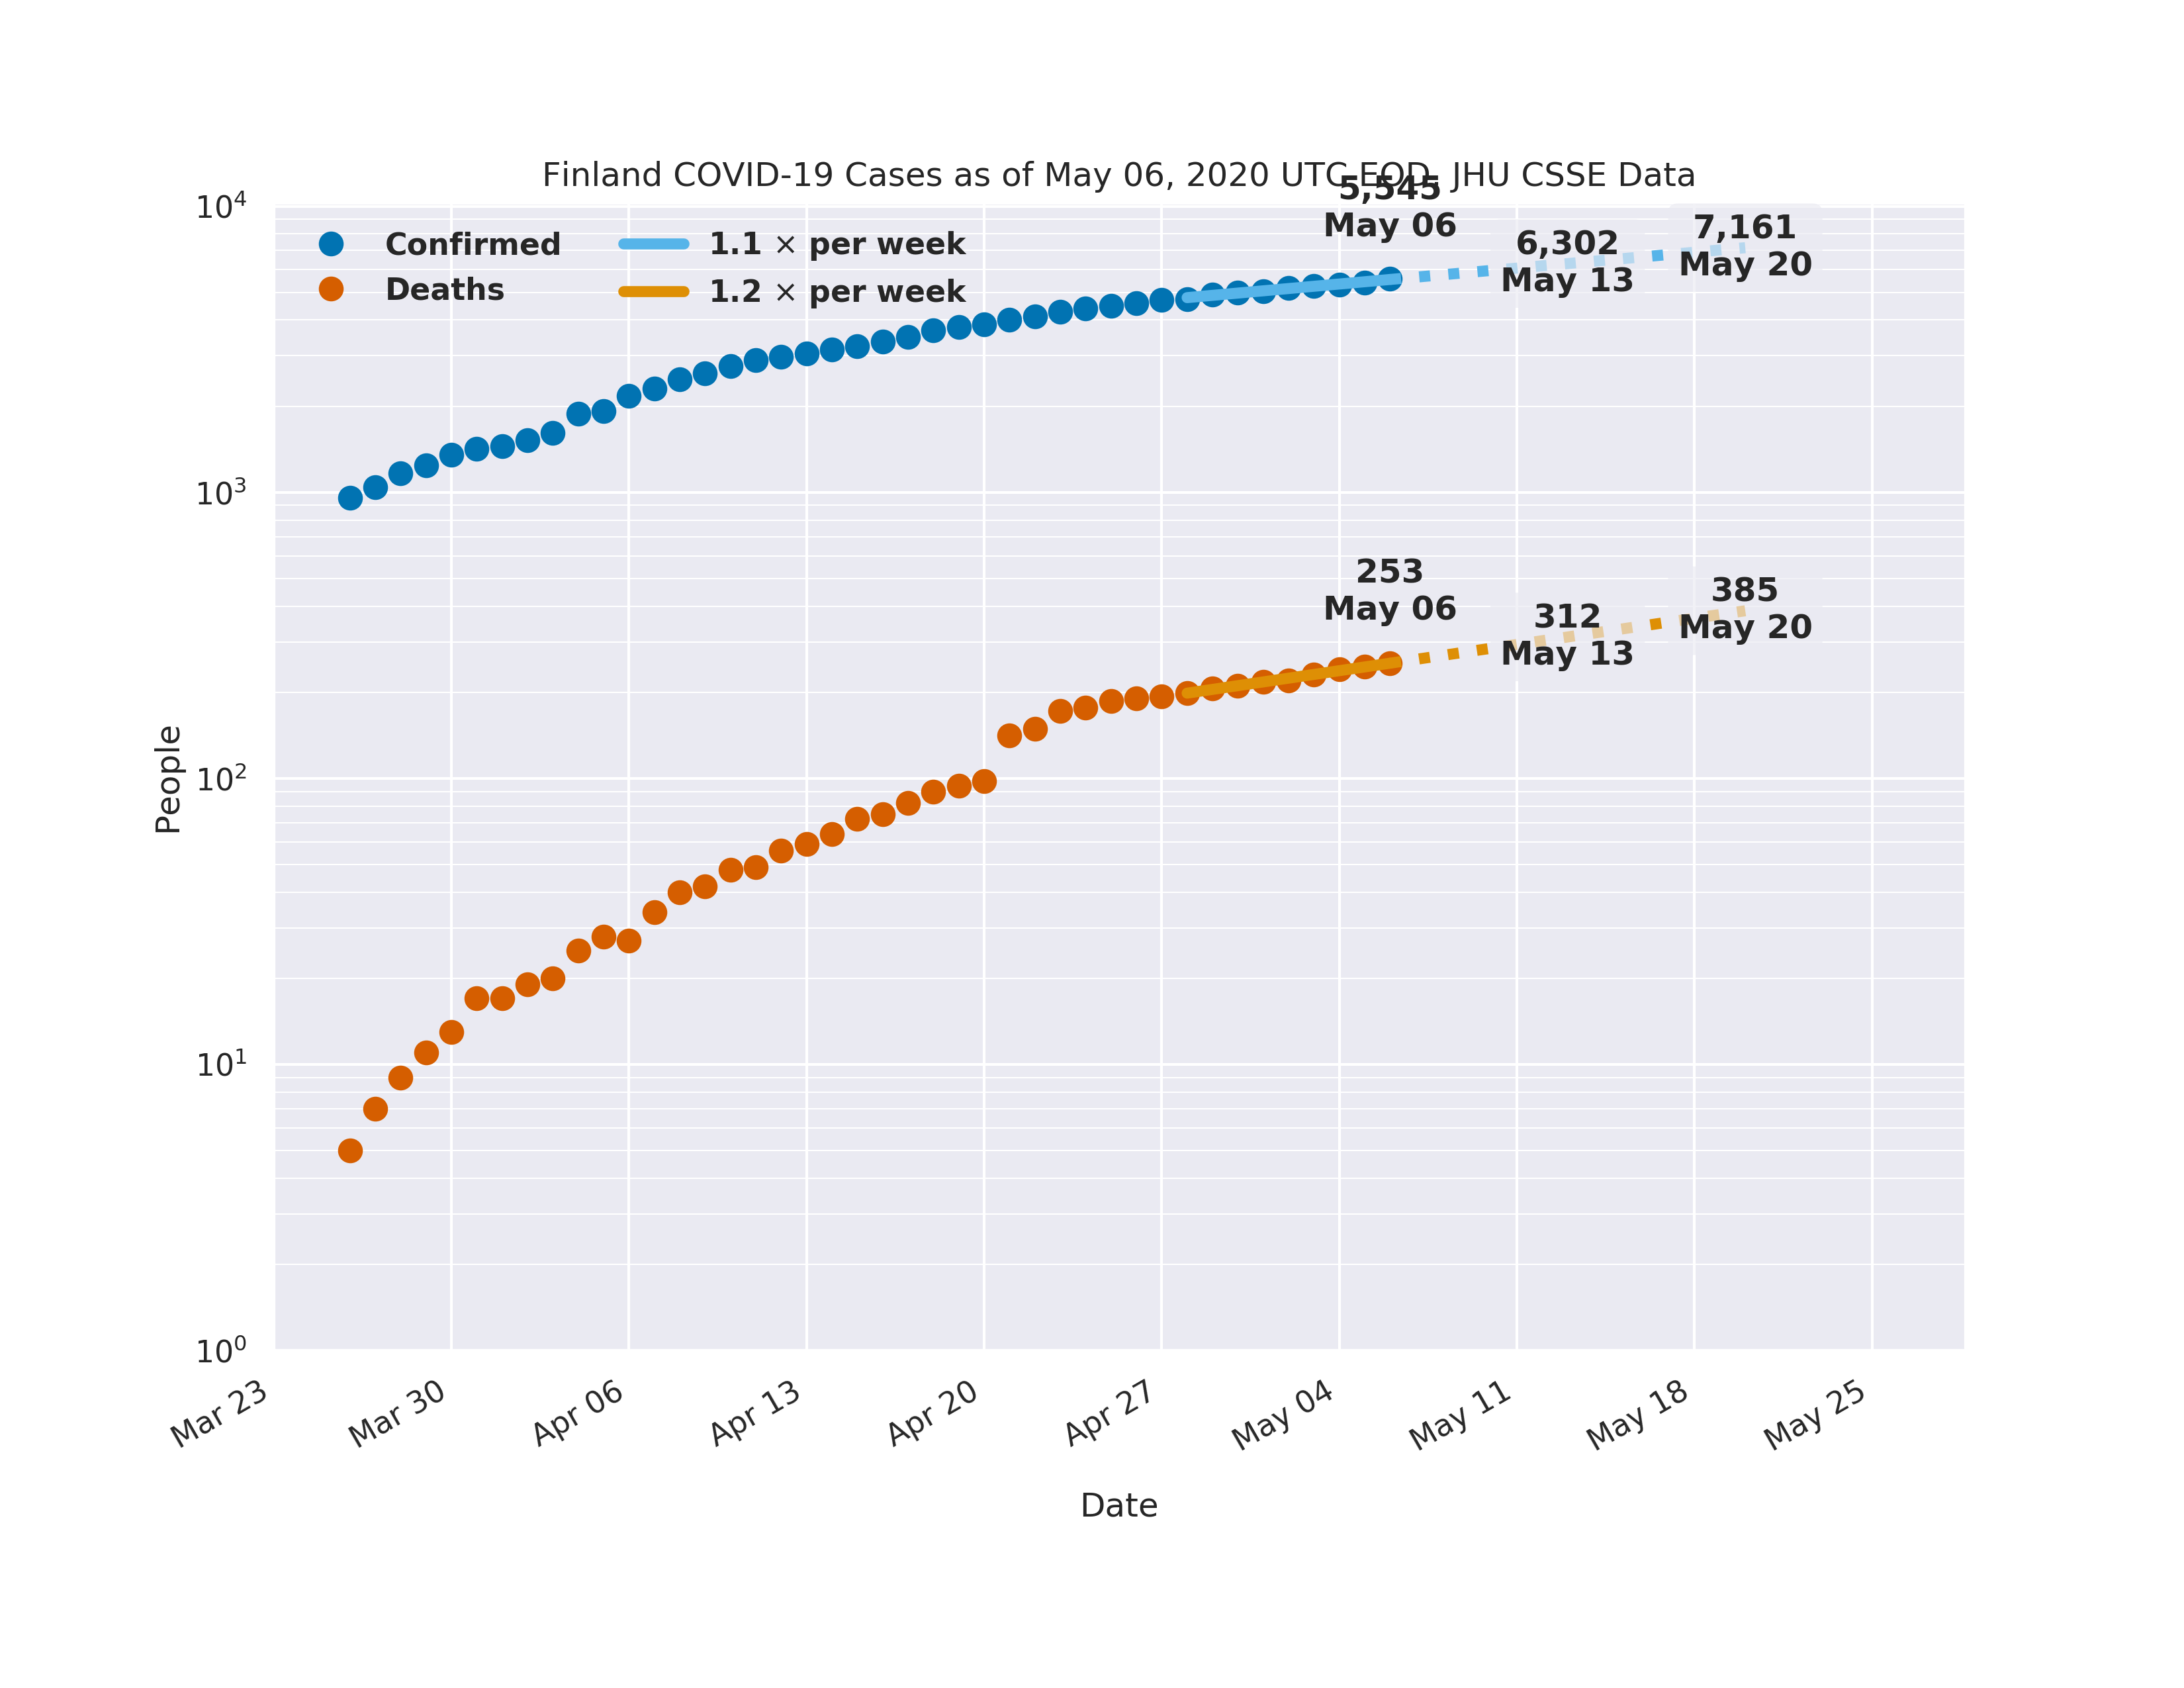 Finland COVID-19 Cases as of May 06, 2020 UTC EOD, JHU CSSE Data
10⁴
Confirmed
Deaths
1.1 × per week
1.2 × per week
5,545
May 06
6,302
May 13
7,161
May 20
10³
253
May 06
312
May 13
385
May 20
10²
10¹
10⁰
People
Mar 23
Mar 30
Apr 06
Apr 13
Apr 20
Apr 27
May 04
May 11
May 18
May 25
Date